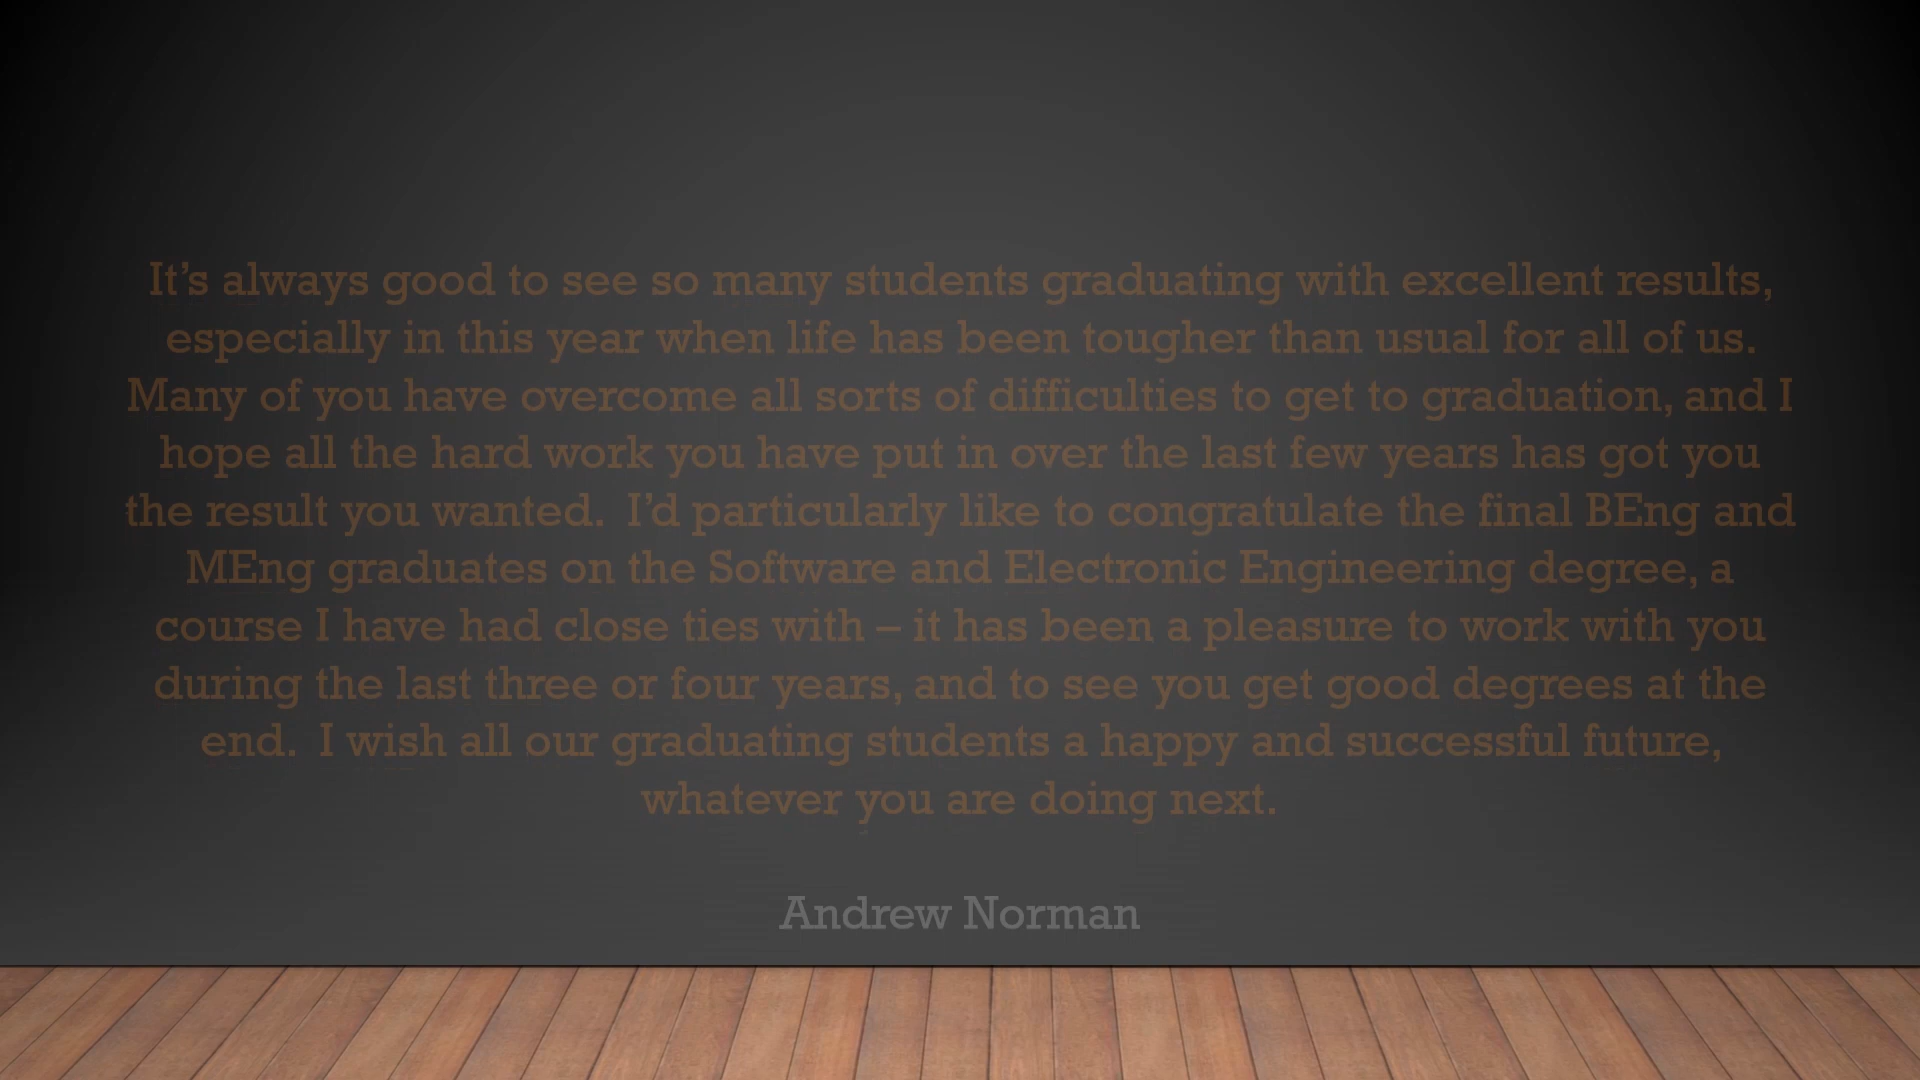 It’s always good to see so many students graduating with excellent results,
especially in this year when life has been tougher than usual for all of us.
Many of you have overcome all sorts of difficulties to get to graduation, and I
hope all the hard work you have put in over the last few years has got you
the result you wanted.  I’d particularly like to congratulate the final BEng and
MEng graduates on the Software and Electronic Engineering degree, a
course I have had close ties with – it has been a pleasure to work with you
during the last three or four years, and to see you get good degrees at the
end.  I wish all our graduating students a happy and successful future,
whatever you are doing next.
Andrew Norman